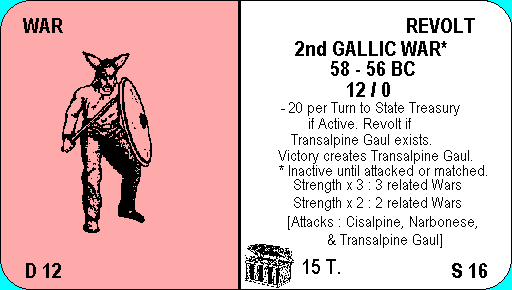 WAR
D 12
REVOLT
2nd GALLIC WAR*
58 - 56 BC
12 / 0
- 20 per Turn to State Treasury
if Active. Revolt if
Transalpine Gaul exists.
Victory creates Transalpine Gaul.
* Inactive until attacked or matched.
Strength x 3 : 3 related Wars
Strength x 2 : 2 related Wars
[Attacks : Cisalpine, Narbonese,
& Transalpine Gaul]
15 T.
S 16